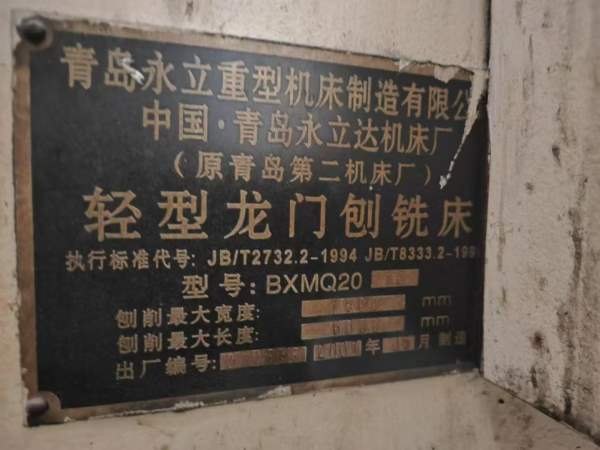 青岛永立重型机床制造有限公
中国·青岛永立达机床厂
(原青岛第二机床厂)
轻型龙门刨铣床
执行标准代号: JB/T2732.2-1994 JB/T8333.2-199
型号: BXMQ20
刨削最大宽度: mm
刨削最大长度: mm
出厂编号: 年 月制造